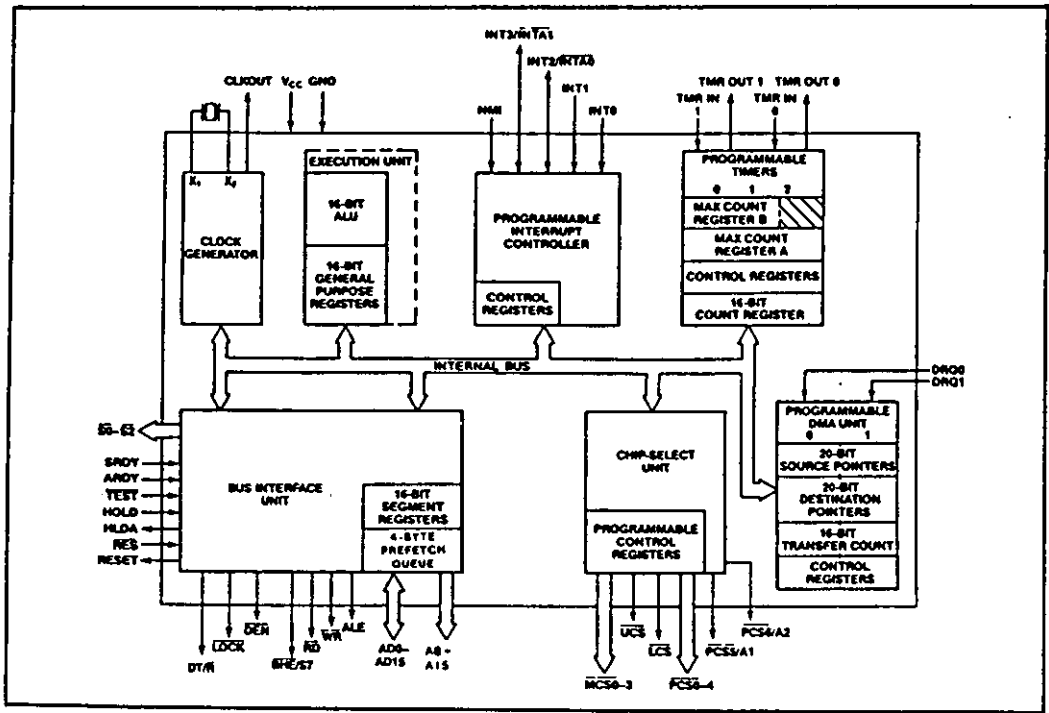 INT3/INTA1
INT2/INTA0
CLKOUT VCC GND
INT1
NMI
INT0
TMR OUT 1 TMR OUT 0
TMR IN
1
TMR IN
0
X1 X2
CLOCK
GENERATOR
EXECUTION UNIT
16-BIT
ALU
16-BIT
GENERAL
PURPOSE
REGISTERS
PROGRAMMABLE
INTERRUPT
CONTROLLER
CONTROL
REGISTERS
PROGRAMMABLE
TIMERS
0 1 2
MAX COUNT
REGISTER B
MAX COUNT
REGISTER A
CONTROL REGISTERS
16-BIT
COUNT REGISTER
INTERNAL BUS
DRQ0
DRQ1
PROGRAMMABLE
DMA UNIT
0 1
20-BIT
SOURCE POINTERS
20-BIT
DESTINATION
POINTERS
16-BIT
TRANSFER COUNT
CONTROL
REGISTERS
S0-S2
SRDY
ARDY
TEST
HOLD
HLDA
RES
RESET
BUS INTERFACE
UNIT
16-BIT
SEGMENT
REGISTERS
4-BYTE
PREFETCH
QUEUE
CHIP-SELECT
UNIT
PROGRAMMABLE
CONTROL
REGISTERS
DT/R
LOCK
DEN
BHE/S7
RD
WR
ALE
AD0-
AD15
A8 -
A15
MCS0-3
UCS
LCS
PCS0-4
PCS5/A1
PCS6/A2